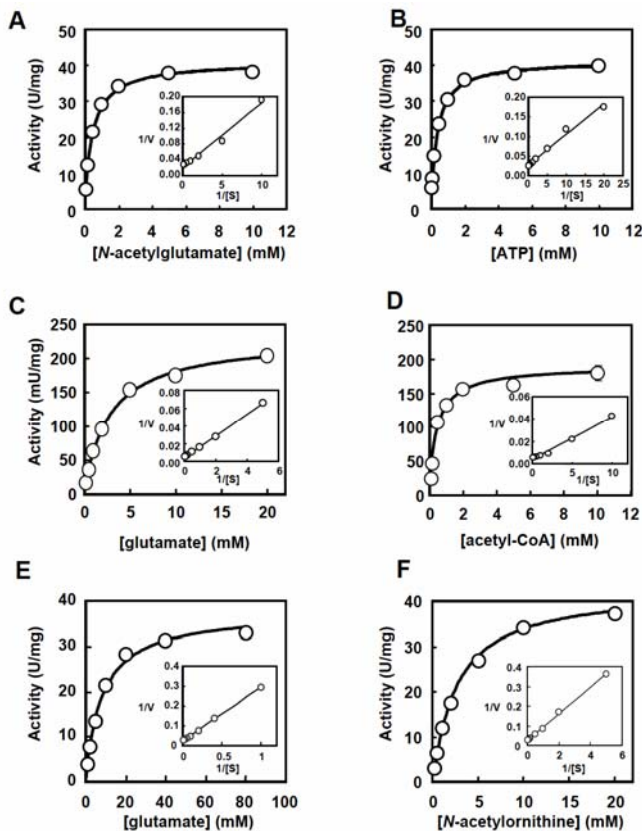 A
Activity (U/mg)
50
40
30
20
10
0
0 2 4 6 8 10 12
[N-acetylglutamate] (mM)
1/V
0.20
0.16
0.12
0.08
0.04
0.00
0 5 10
1/[S]
B
Activity (U/mg)
50
40
30
20
10
0
0 2 4 6 8 10 12
[ATP] (mM)
1/V
0.20
0.15
0.10
0.05
0.00
0 5 10 15 20 25
1/[S]
C
Activity (mU/mg)
250
200
150
100
50
0
0 5 10 15 20
[glutamate] (mM)
1/V
0.08
0.06
0.04
0.02
0.00
0 2 4 6
1/[S]
D
Activity (mU/mg)
250
200
150
100
50
0
0 2 4 6 8 10 12
[acetyl-CoA] (mM)
1/V
0.06
0.04
0.02
0.00
0 5 10
1/[S]
E
Activity (U/mg)
40
30
20
10
0
0 20 40 60 80 100
[glutamate] (mM)
1/V
0.4
0.3
0.2
0.1
0
0 0.5 1
1/[S]
F
Activity (U/mg)
40
30
20
10
0
0 5 10 15 20
[N-acetylornithine] (mM)
1/V
0.4
0.3
0.2
0.1
0
0 2 4 6
1/[S]